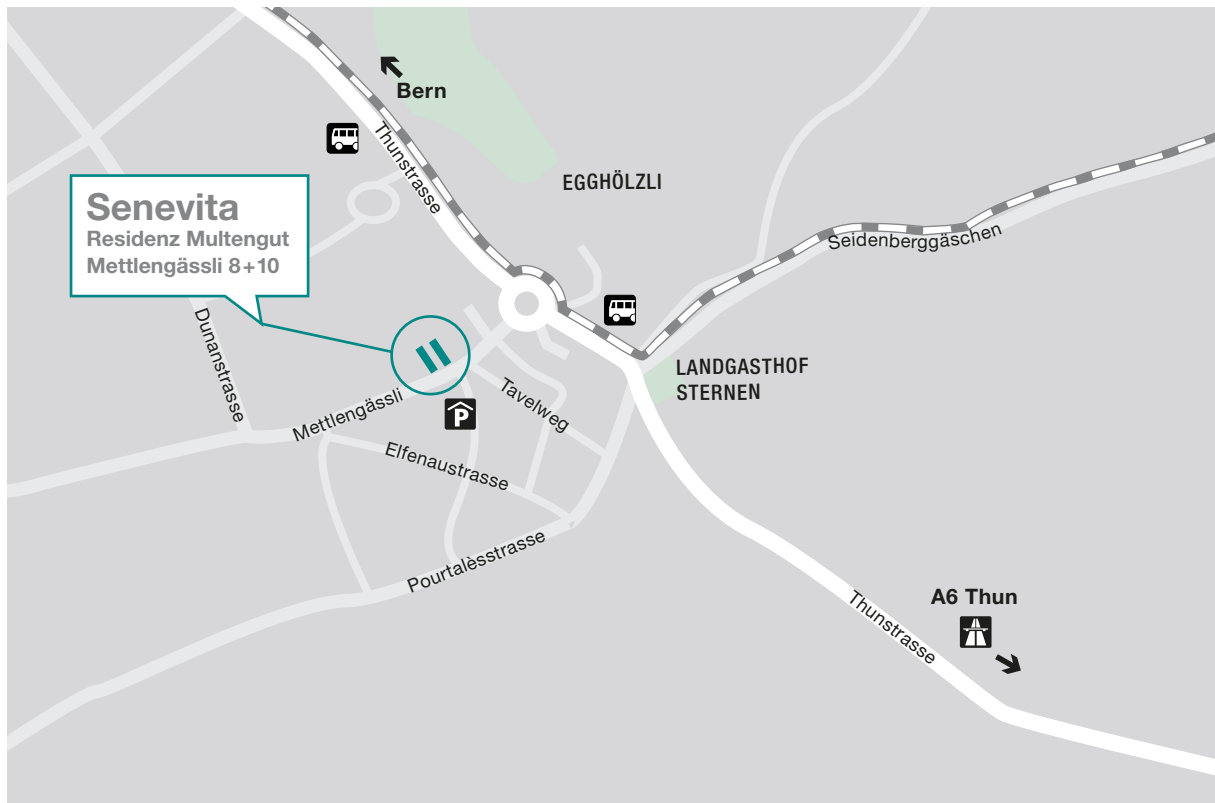 Bern
Thunstrasse
EGGHÖLZLI
Senevita
Residenz Multengut
Mettlengässli 8+10
Seidenberggäschen
Dunanstrasse
LANDGASTHOF
STERNEN
Mettlengässli
Tavelweg
P
Elfenaustrasse
Pourtalèsstrasse
A6 Thun
Thunstrasse